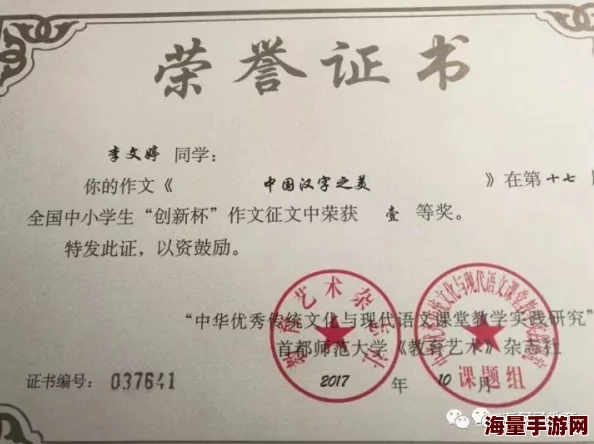 荣誉证书
李文婷 同学：
你的作文《 中国汉字之美 》在第十七
全国中小学生“创新杯”作文征文中荣获 壹 等奖。
特发此证，以资鼓励。
“中华优秀传统文化与现代语文课堂教学实践研究”
首都师范大学《教育艺术》杂志社
课题组
2017 年 10 月
证书编号：037641
海量手游网